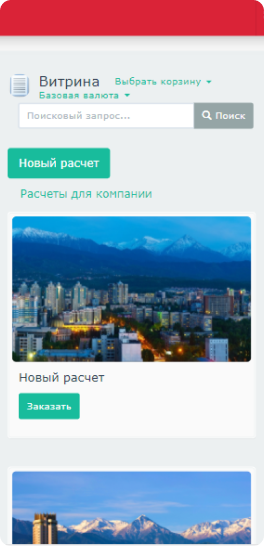 Витрина Выбрать корзину
Базовая валюта
Поисковый запрос... Поиск
Новый расчет
Расчеты для компании
Новый расчет
Заказать